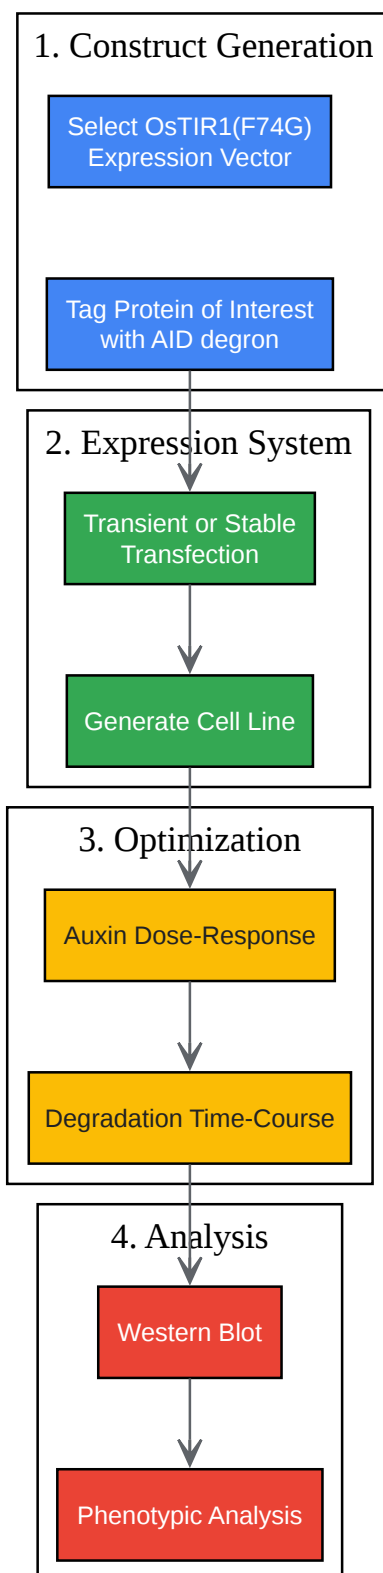 1. Construct Generation
Select OsTIR1(F74G)
Expression Vector
Tag Protein of Interest
with AID degron
2. Expression System
Transient or Stable
Transfection
Generate Cell Line
3. Optimization
Auxin Dose-Response
Degradation Time-Course
4. Analysis
Western Blot
Phenotypic Analysis